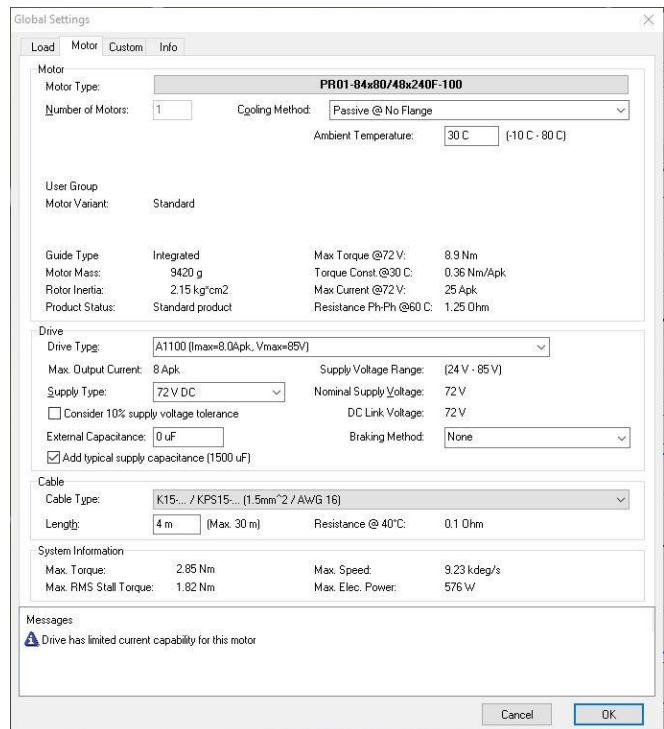 Global Settings
Load Motor Custom Info
Motor
Motor Type: PR01-84x80/48x240F-100
Number of Motors: 1 Cooling Method: Passive @ No Flange
Ambient Temperature: 30 C (-10 C - 80 C)
User Group
Motor Variant: Standard
Guide Type Integrated Max Torque @72 V: 8.9 Nm
Motor Mass: 9420 g Torque Const.@30 C: 0.36 Nm/Apk
Rotor Inertia: 2.15 kg*cm2 Max Current @72 V: 25 Apk
Product Status: Standard product Resistance Ph-Ph @60 C: 1.25 Ohm
Drive
Drive Type: A1100 (Imax=8.0Apk, Vmax=85V)
Max. Output Current: 8 Apk Supply Voltage Range: (24 V - 85 V)
Supply Type: 72 V DC Nominal Supply Voltage: 72 V
Consider 10% supply voltage tolerance DC Link Voltage: 72 V
External Capacitance: 0 uF Braking Method: None
Add typical supply capacitance (1500 uF)
Cable
Cable Type: K15-... / KPS15-... (1.5mm^2 / AWG 16)
Length: 4 m (Max. 30 m) Resistance @ 40°C: 0.1 Ohm
System Information
Max. Torque: 2.85 Nm Max. Speed: 9.23 kdeg/s
Max. RMS Stall Torque: 1.82 Nm Max. Elec. Power: 576 W
Messages
Drive has limited current capability for this motor
Cancel OK